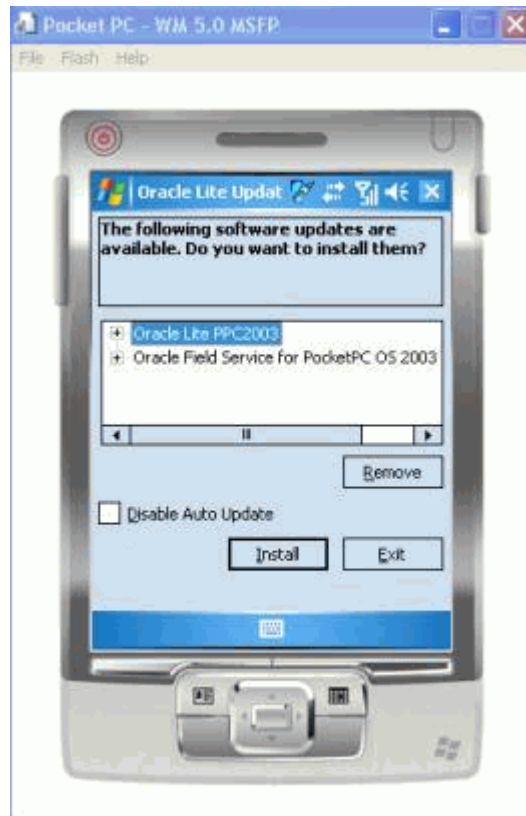 Pocket PC - WM 5.0 MSFP
File Flash Help
Oracle Lite Updat
The following software updates are
available. Do you want to install them?
Oracle Lite PPC2003
Oracle Field Service for PocketPC OS 2003
Remove
Disable Auto Update
Install Exit